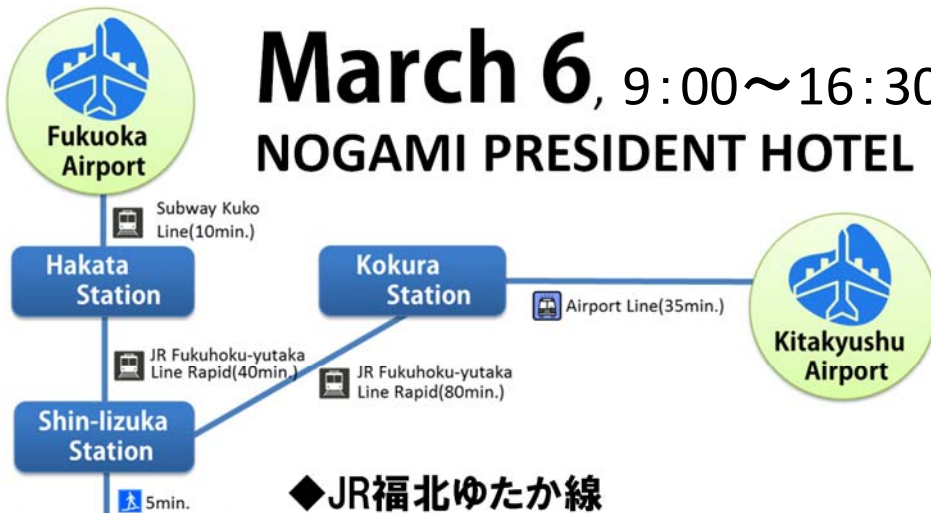 Fukuoka
Airport
March 6, 9:00～16:30
NOGAMI PRESIDENT HOTEL
Subway Kuko
Line(10min.)
Hakata
Station
Kokura
Station
Airport Line(35min.)
Kitakyushu
Airport
JR Fukuhoku-yutaka
Line Rapid(40min.)
JR Fukuhoku-yutaka
Line Rapid(80min.)
Shin-Iizuka
Station
5min.
◆JR福北ゆたか線